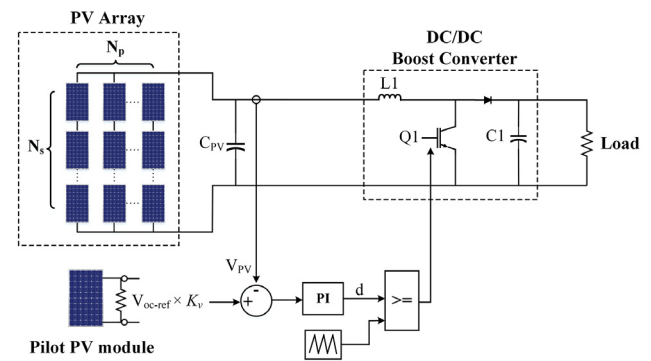 PV Array
DC/DC
Boost Converter
Np
Ns
CPV
L1
Q1
C1
Load
VPV
Voc-ref × Kv
+
-
PI
d
>=
Pilot PV module